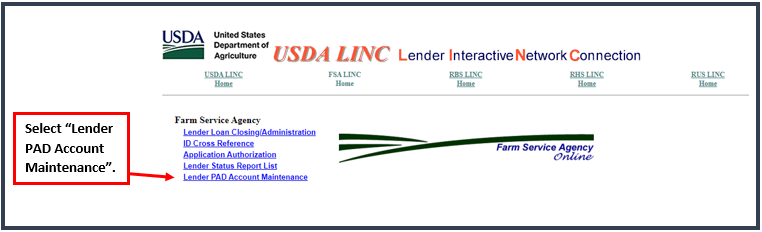 USDA United States
Department of
Agriculture
USDA LINC Lender Interactive Network Connection
USDA LINC
Home
FSA LINC
Home
RBS LINC
Home
RHS LINC
Home
RUS LINC
Home
Select “Lender
PAD Account
Maintenance”.
Farm Service Agency
Lender Loan Closing/Administration
ID Cross Reference
Application Authorization
Lender Status Report List
Lender PAD Account Maintenance
Farm Service Agency
Online